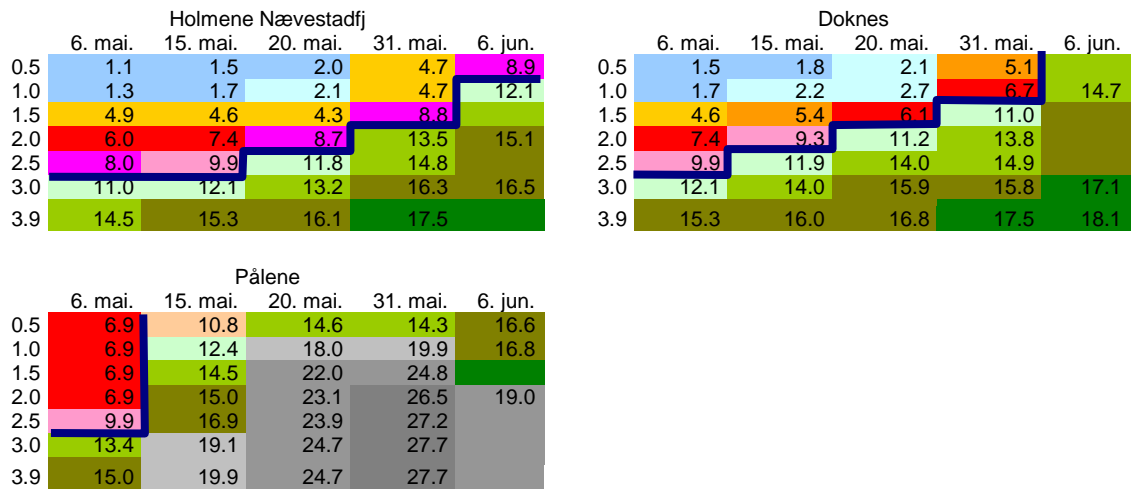 Holmene Nævestadfj
6. mai. 15. mai. 20. mai. 31. mai. 6. jun.
0.5 1.1 1.5 2.0 4.7 8.9
1.0 1.3 1.7 2.1 4.7 12.1
1.5 4.9 4.6 4.3 8.8
2.0 6.0 7.4 8.7 13.5 15.1
2.5 8.0 9.9 11.8 14.8
3.0 11.0 12.1 13.2 16.3 16.5
3.9 14.5 15.3 16.1 17.5
Doknes
6. mai. 15. mai. 20. mai. 31. mai. 6. jun.
0.5 1.5 1.8 2.1 5.1
1.0 1.7 2.2 2.7 6.7 14.7
1.5 4.6 5.4 6.1 11.0
2.0 7.4 9.3 11.2 13.8
2.5 9.9 11.9 14.0 14.9
3.0 12.1 14.0 15.9 15.8 17.1
3.9 15.3 16.0 16.8 17.5 18.1
Pålene
6. mai. 15. mai. 20. mai. 31. mai. 6. jun.
0.5 6.9 10.8 14.6 14.3 16.6
1.0 6.9 12.4 18.0 19.9 16.8
1.5 6.9 14.5 22.0 24.8
2.0 6.9 15.0 23.1 26.5 19.0
2.5 9.9 16.9 23.9 27.2
3.0 13.4 19.1 24.7 27.7
3.9 15.0 19.9 24.7 27.7